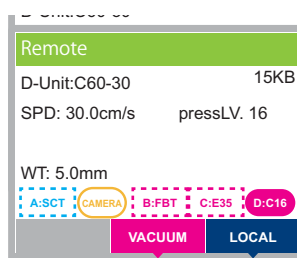 Remote
D-Unit:C60-30 15KB
SPD: 30.0cm/s pressLV. 16
WT: 5.0mm
A:SCT CAMERA B:FBT C:E35 D:C16
VACUUM LOCAL